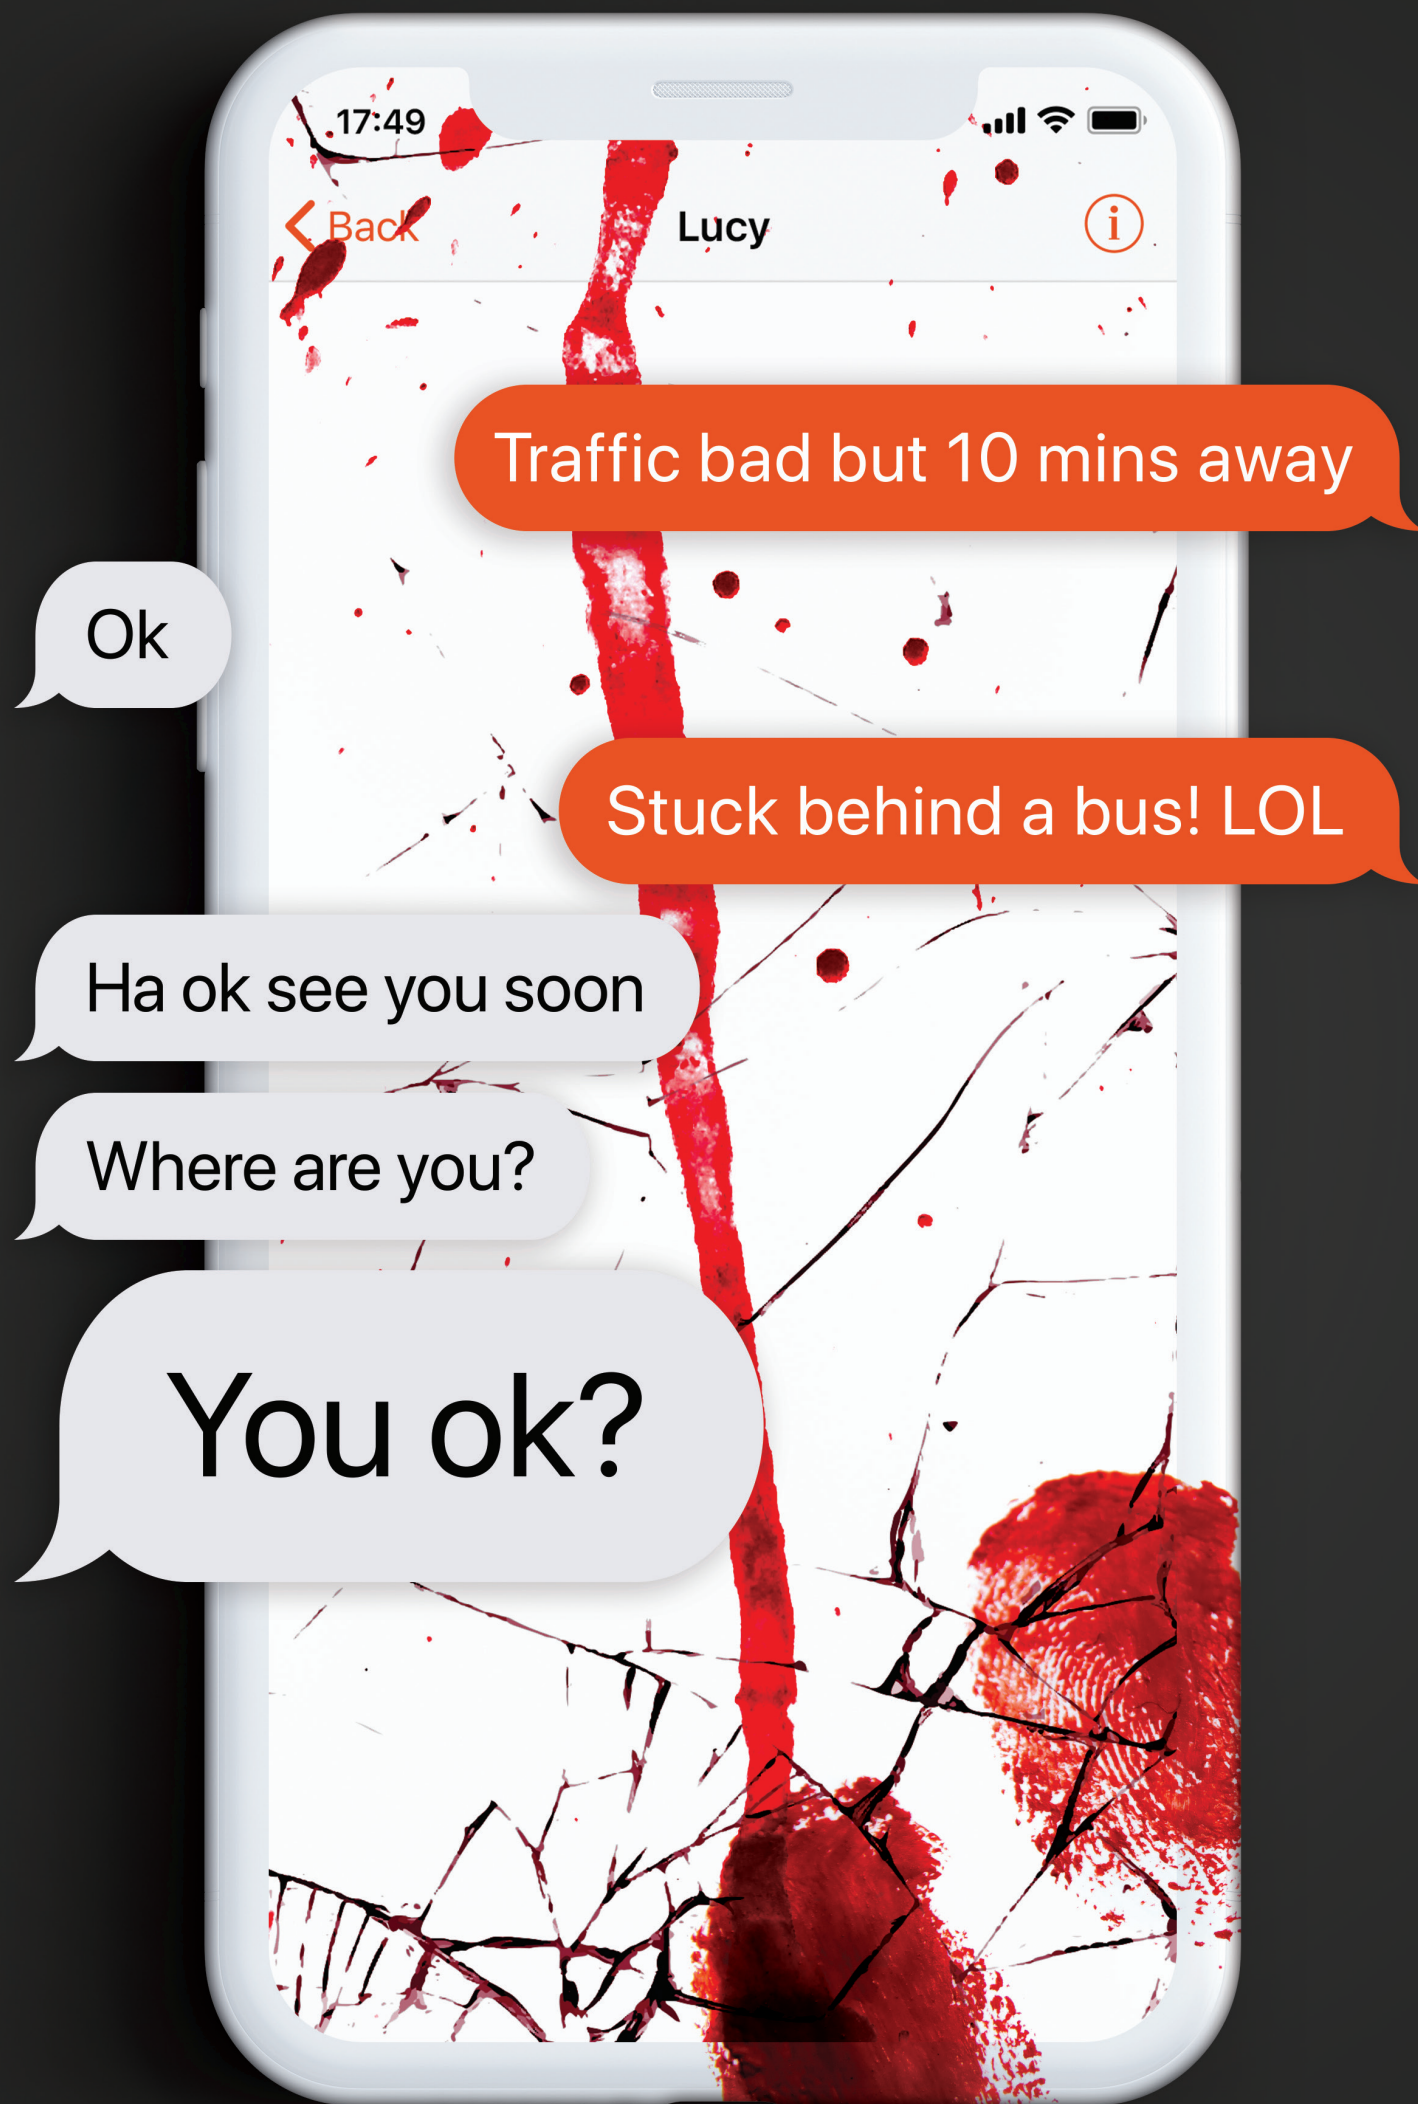 17:49
Back
Lucy
i
Traffic bad but 10 mins away
Ok
Stuck behind a bus! LOL
Ha ok see you soon
Where are you?
You ok?